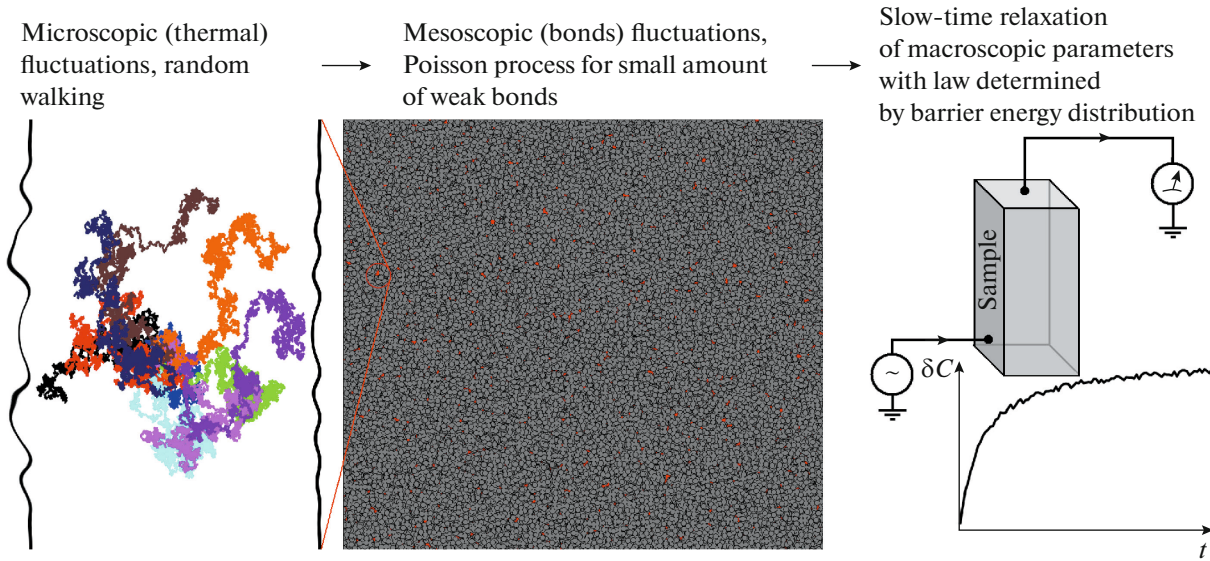 Microscopic (thermal)
fluctuations, random
walking
Mesoscopic (bonds) fluctuations,
Poisson process for small amount
of weak bonds
Slow-time relaxation
of macroscopic parameters
with law determined
by barrier energy distribution
Sample
~
δC
t